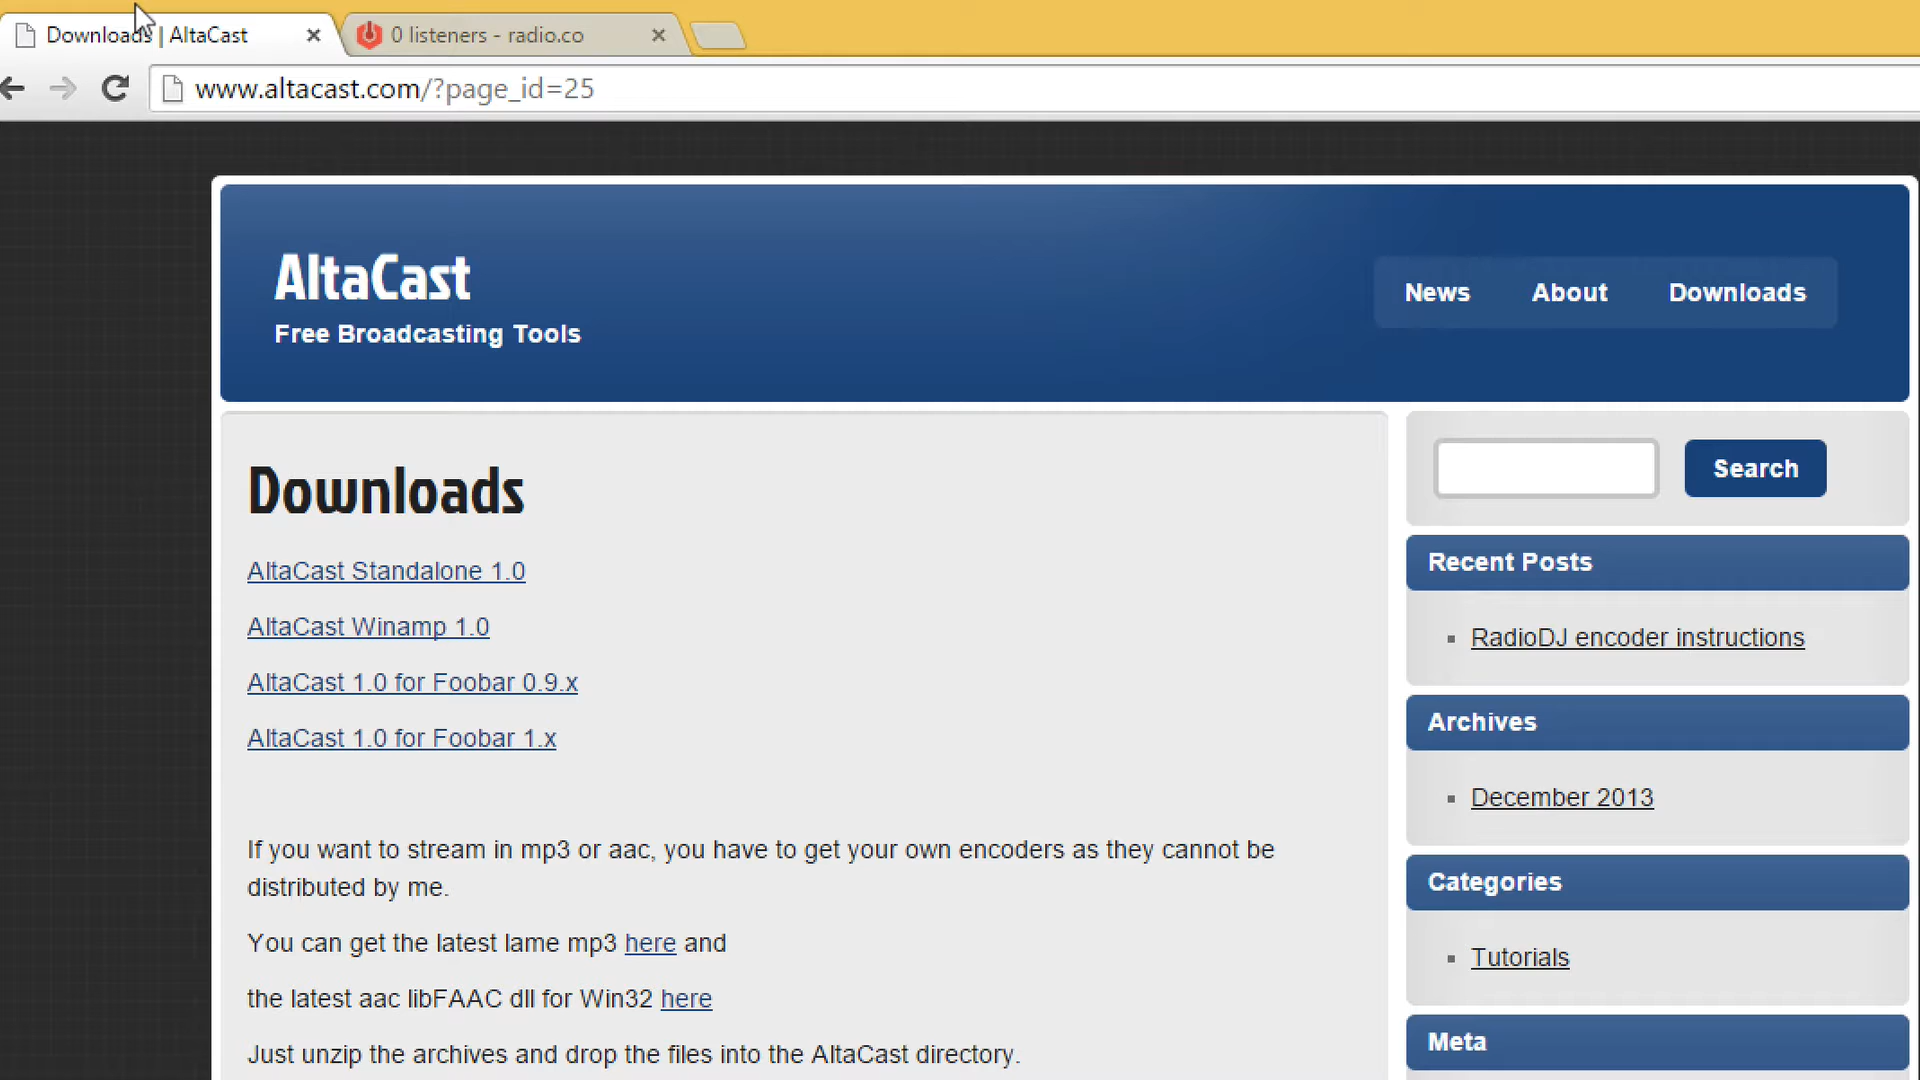 Downloads | AltaCast
0 listeners - radio.co
www.altacast.com/?page_id=25
AltaCast
Free Broadcasting Tools
News About Downloads
Downloads
AltaCast Standalone 1.0
AltaCast Winamp 1.0
AltaCast 1.0 for Foobar 0.9.x
AltaCast 1.0 for Foobar 1.x
If you want to stream in mp3 or aac, you have to get your own encoders as they cannot be
distributed by me.
You can get the latest lame mp3 here and
the latest aac libFAAC dll for Win32 here
Just unzip the archives and drop the files into the AltaCast directory.
Search
Recent Posts
RadioDJ encoder instructions
Archives
December 2013
Categories
Tutorials
Meta